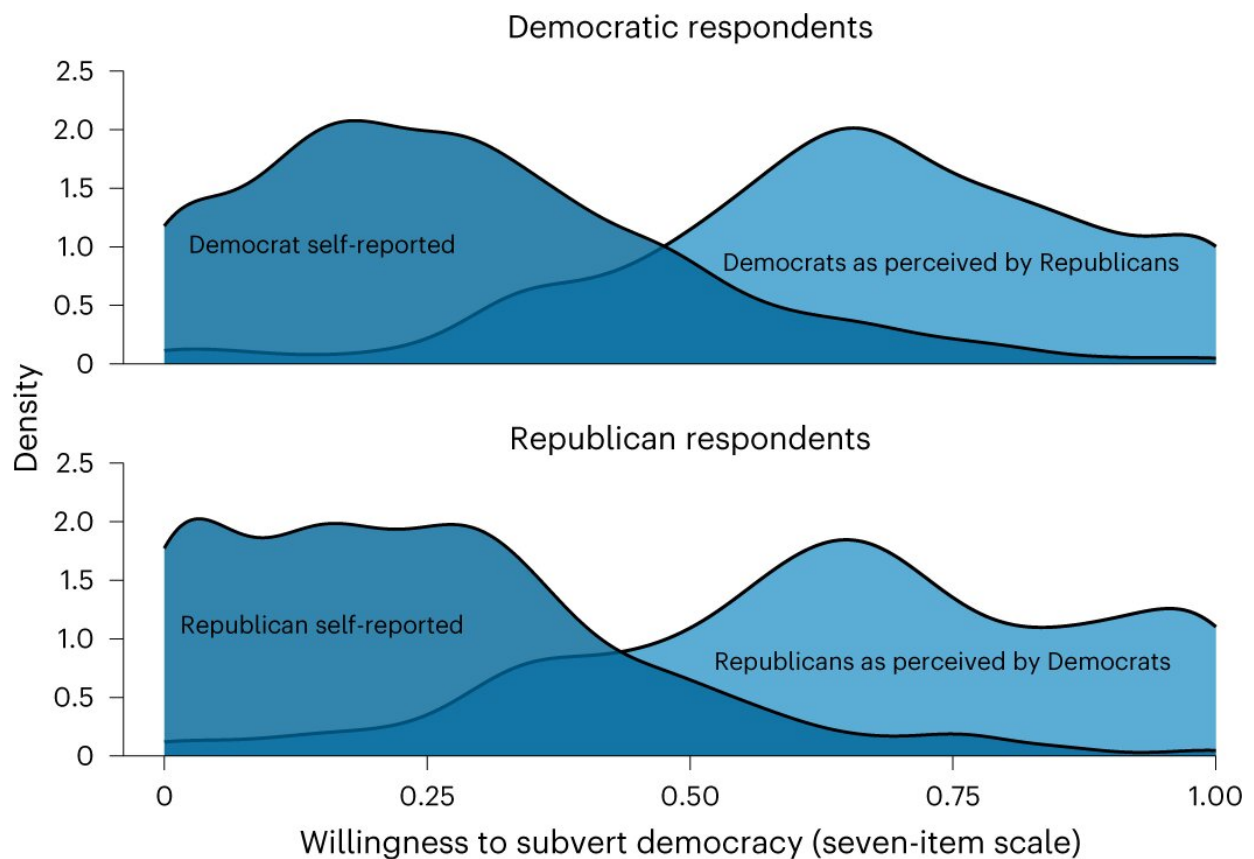 Democratic respondents
2.5
2.0
1.5
1.0
0.5
0
Democrat self-reported
Democrats as perceived by Republicans
Density
Republican respondents
2.5
2.0
1.5
1.0
0.5
0
Republican self-reported
Republicans as perceived by Democrats
0 0.25 0.50 0.75 1.00
Willingness to subvert democracy (seven-item scale)